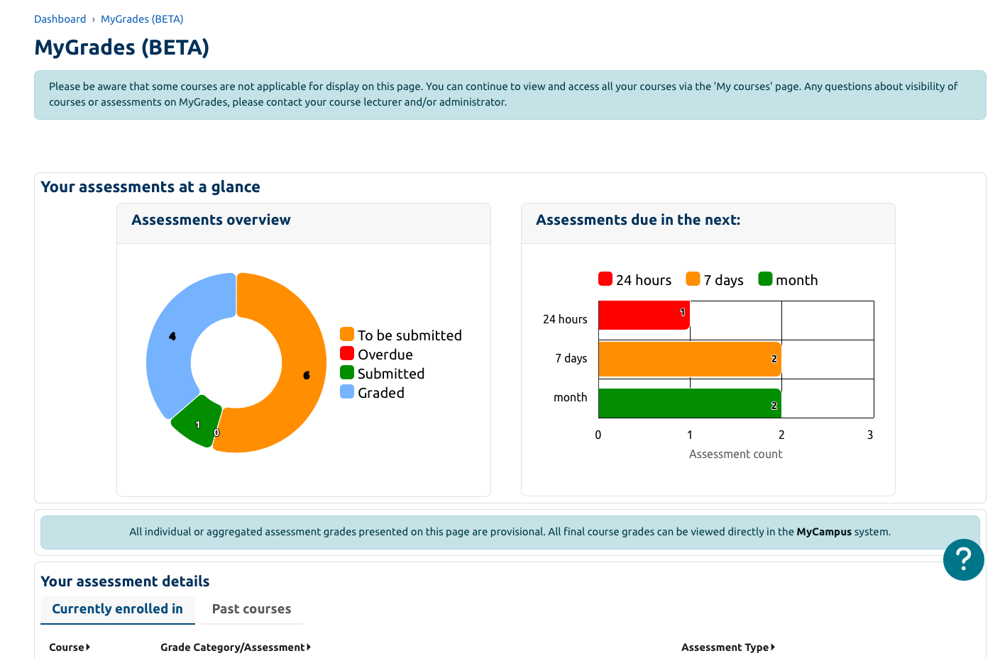 Dashboard › MyGrades (BETA)
MyGrades (BETA)
Please be aware that some courses are not applicable for display on this page. You can continue to view and access all your courses via the 'My courses' page. Any questions about visibility of
courses or assessments on MyGrades, please contact your course lecturer and/or administrator.
Your assessments at a glance
Assessments overview
4
6
1
0
To be submitted
Overdue
Submitted
Graded
Assessments due in the next:
24 hours 7 days month
24 hours 1
7 days 2
month 2
0 1 2 3
Assessment count
All individual or aggregated assessment grades presented on this page are provisional. All final course grades can be viewed directly in the MyCampus system.
?
Your assessment details
Currently enrolled in Past courses
Course Grade Category/Assessment Assessment Type